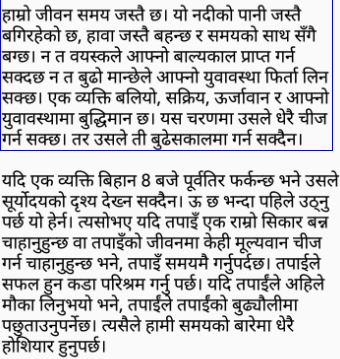 हाम्रो जीवन समय जस्तै छ। यो नदीको पानी जस्तै
बगिरहेको छ, हावा जस्तै बहन्छ र समयको साथ सँगै
बग्छ। न त वयस्कले आफ्नो बाल्यकाल प्राप्त गर्न
सक्दछ न त बुढो मान्छेले आफ्नो युवावस्था फिर्ता लिन
सक्छ। एक व्यक्ति बलियो, सक्रिय, ऊर्जावान र आफ्नो
युवावस्थामा बुद्धिमान छ। यस चरणमा उसले धेरै चीज
गर्न सक्छ। तर उसले ती बुढेसकालमा गर्न सक्दैन।
यदि एक व्यक्ति बिहान 8 बजे पूर्वतिर फर्कन्छ भने उसले
सूर्योदयको दृश्य देख्न सक्दैन। ऊ छ भन्दा पहिले उठ्नु
पर्छ यो हेर्न। त्यसोभए यदि तपाइँ एक राम्रो सिकार बन्न
चाहानुहुन्छ वा तपाइँको जीवनमा केही मूल्यवान चीज
गर्न चाहानुहुन्छ भने, तपाइँ समयमै गर्नुपर्दछ। तपाईले
सफल हुन कडा परिश्रम गर्नु पर्छ। यदि तपाईंले अहिले
मौका लिनुभयो भने, तपाईंले तपाईंको बुढ्यौलीमा
पछुताउनुपर्नेछ। त्यसैले हामी समयको बारेमा धेरै
होशियार हुनुपर्छ।